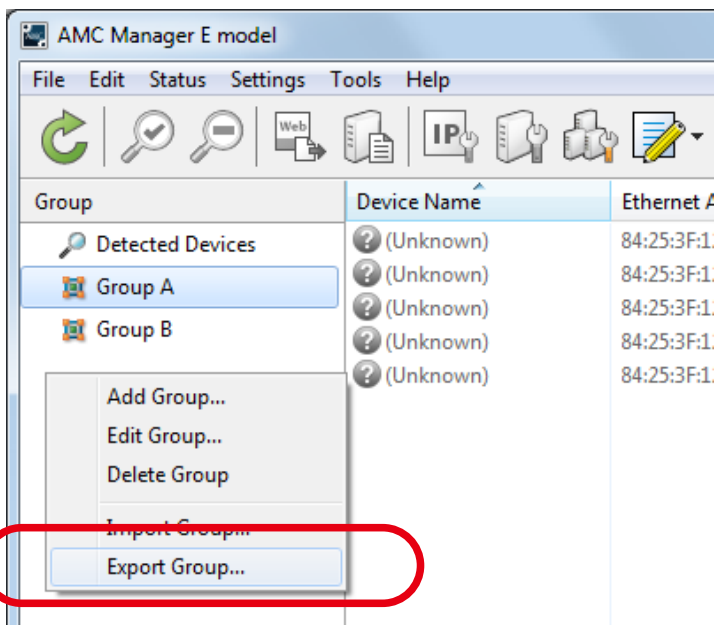 AMC Manager E model
File Edit Status Settings Tools Help
Web
IP
Group
Device Name
Ethernet A
Detected Devices
Group A
Group B
(Unknown) 84:25:3F:1
(Unknown) 84:25:3F:1
(Unknown) 84:25:3F:1
(Unknown) 84:25:3F:1
(Unknown) 84:25:3F:1
Add Group...
Edit Group...
Delete Group
Import Group...
Export Group...